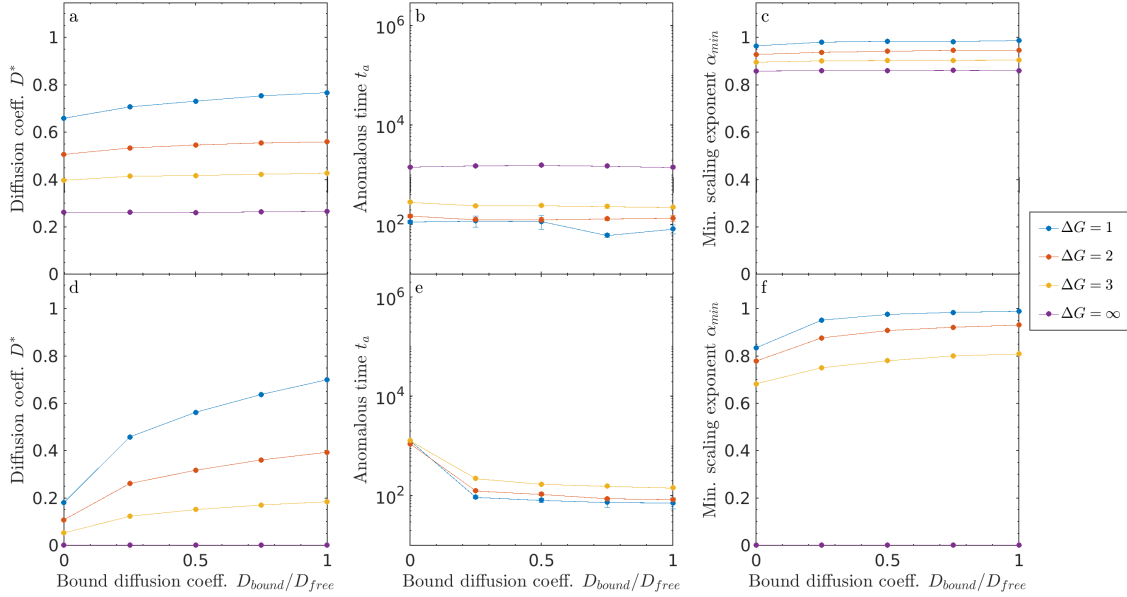 a
Diffusion coeff. D*
1
0.8
0.6
0.4
0.2
0
b
Anomalous time t_a
10^6
10^4
10^2
c
Min. scaling exponent α_min
1
0.8
0.6
0.4
0.2
0
d
Diffusion coeff. D*
1
0.8
0.6
0.4
0.2
0
0 0.5 1
Bound diffusion coeff. D_bound/D_free
e
Anomalous time t_a
10^6
10^4
10^2
0 0.5 1
Bound diffusion coeff. D_bound/D_free
f
Min. scaling exponent α_min
1
0.8
0.6
0.4
0.2
0
0 0.5 1
Bound diffusion coeff. D_bound/D_free
ΔG = 1
ΔG = 2
ΔG = 3
ΔG = ∞